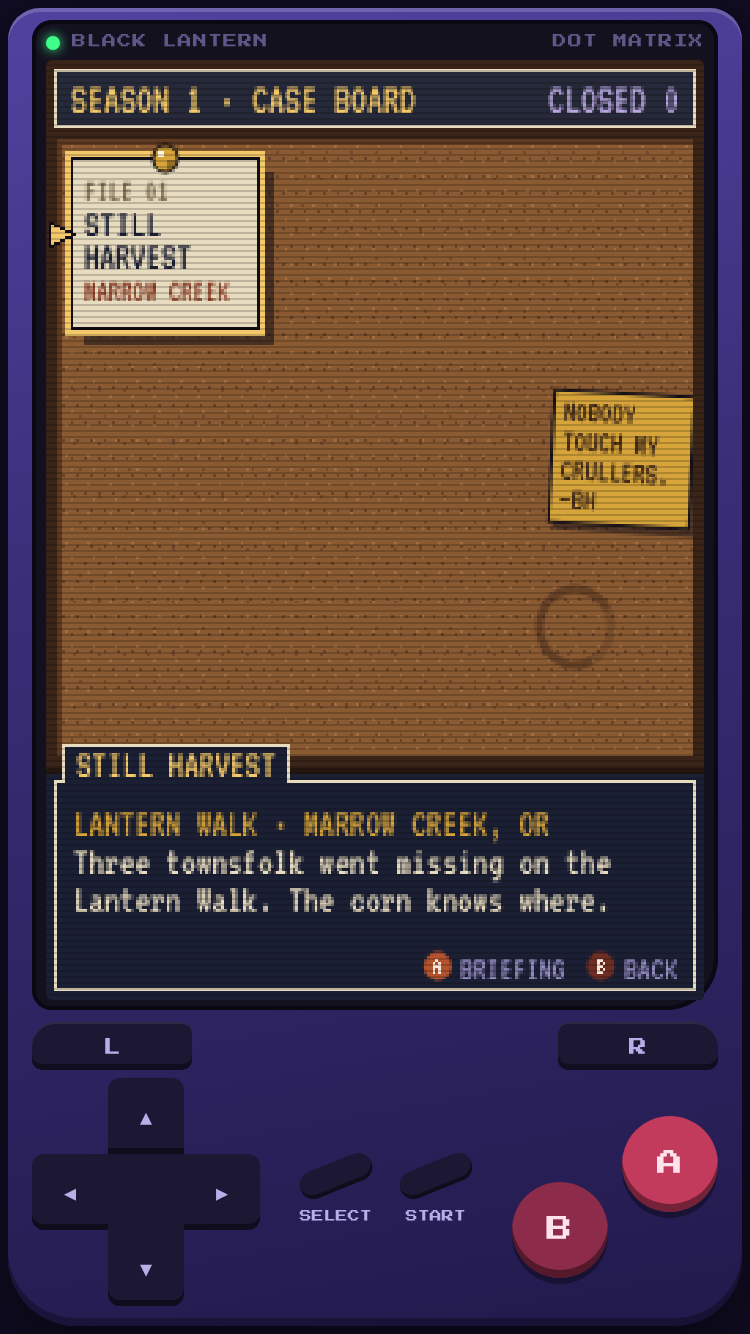 BLACK LANTERN
DOT MATRIX
SEASON 1 · CASE BOARD
CLOSED 0
FILE 01
STILL
HARVEST
MARROW CREEK
NOBODY
TOUCH MY
CRULLERS.
-BH
STILL HARVEST
LANTERN WALK · MARROW CREEK, OR
Three townsfolk went missing on the
Lantern Walk. The corn knows where.
A BRIEFING B BACK
L
R
SELECT
START
A
B